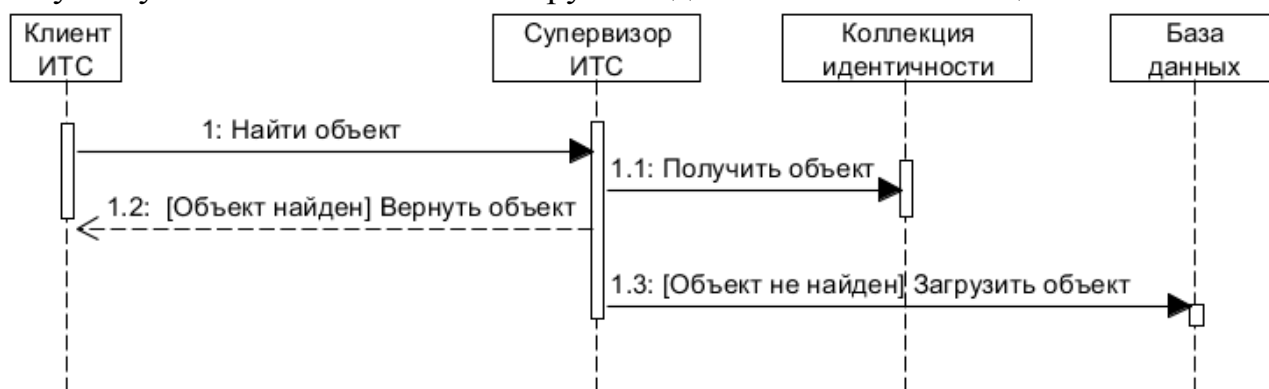 Клиент
ИТС
Супервизор
ИТС
Коллекция
идентичности
База
данных
1: Найти объект
1.1: Получить объект
1.2: [Объект найден] Вернуть объект
1.3: [Объект не найден] Загрузить объект